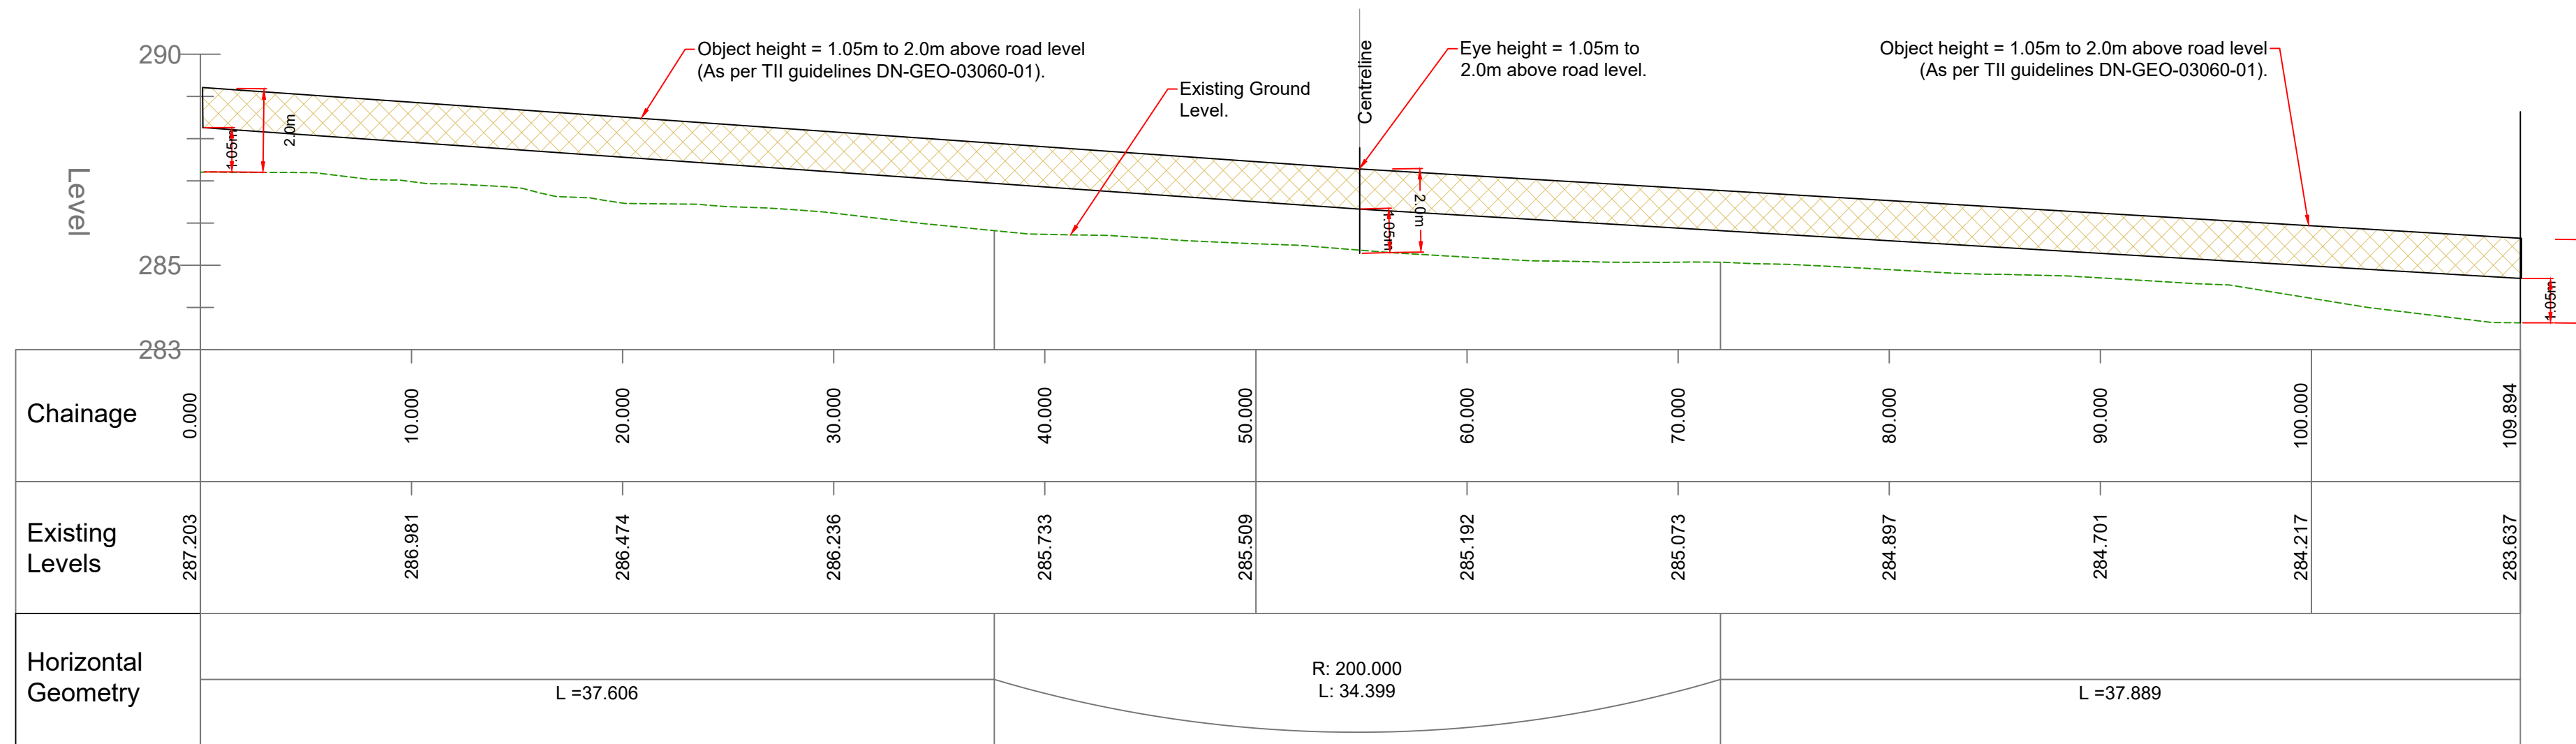 290
Object height = 1.05m to 2.0m above road level
(As per TII guidelines DN-GEO-03060-01).
Existing Ground
Level.
Centreline
Eye height = 1.05m to
2.0m above road level.
Object height = 1.05m to 2.0m above road level
(As per TII guidelines DN-GEO-03060-01).
1.05m
2.0m
Level
1.05m
2.0m
285
1.05m
283
Chainage
0.000
10.000
20.000
30.000
40.000
50.000
60.000
70.000
80.000
90.000
100.000
109.894
Existing
Levels
287.203
286.981
286.474
286.236
285.733
285.509
285.192
285.073
284.897
284.701
284.217
283.637
Horizontal
Geometry
L =37.606
R: 200.000
L: 34.399
L =37.889